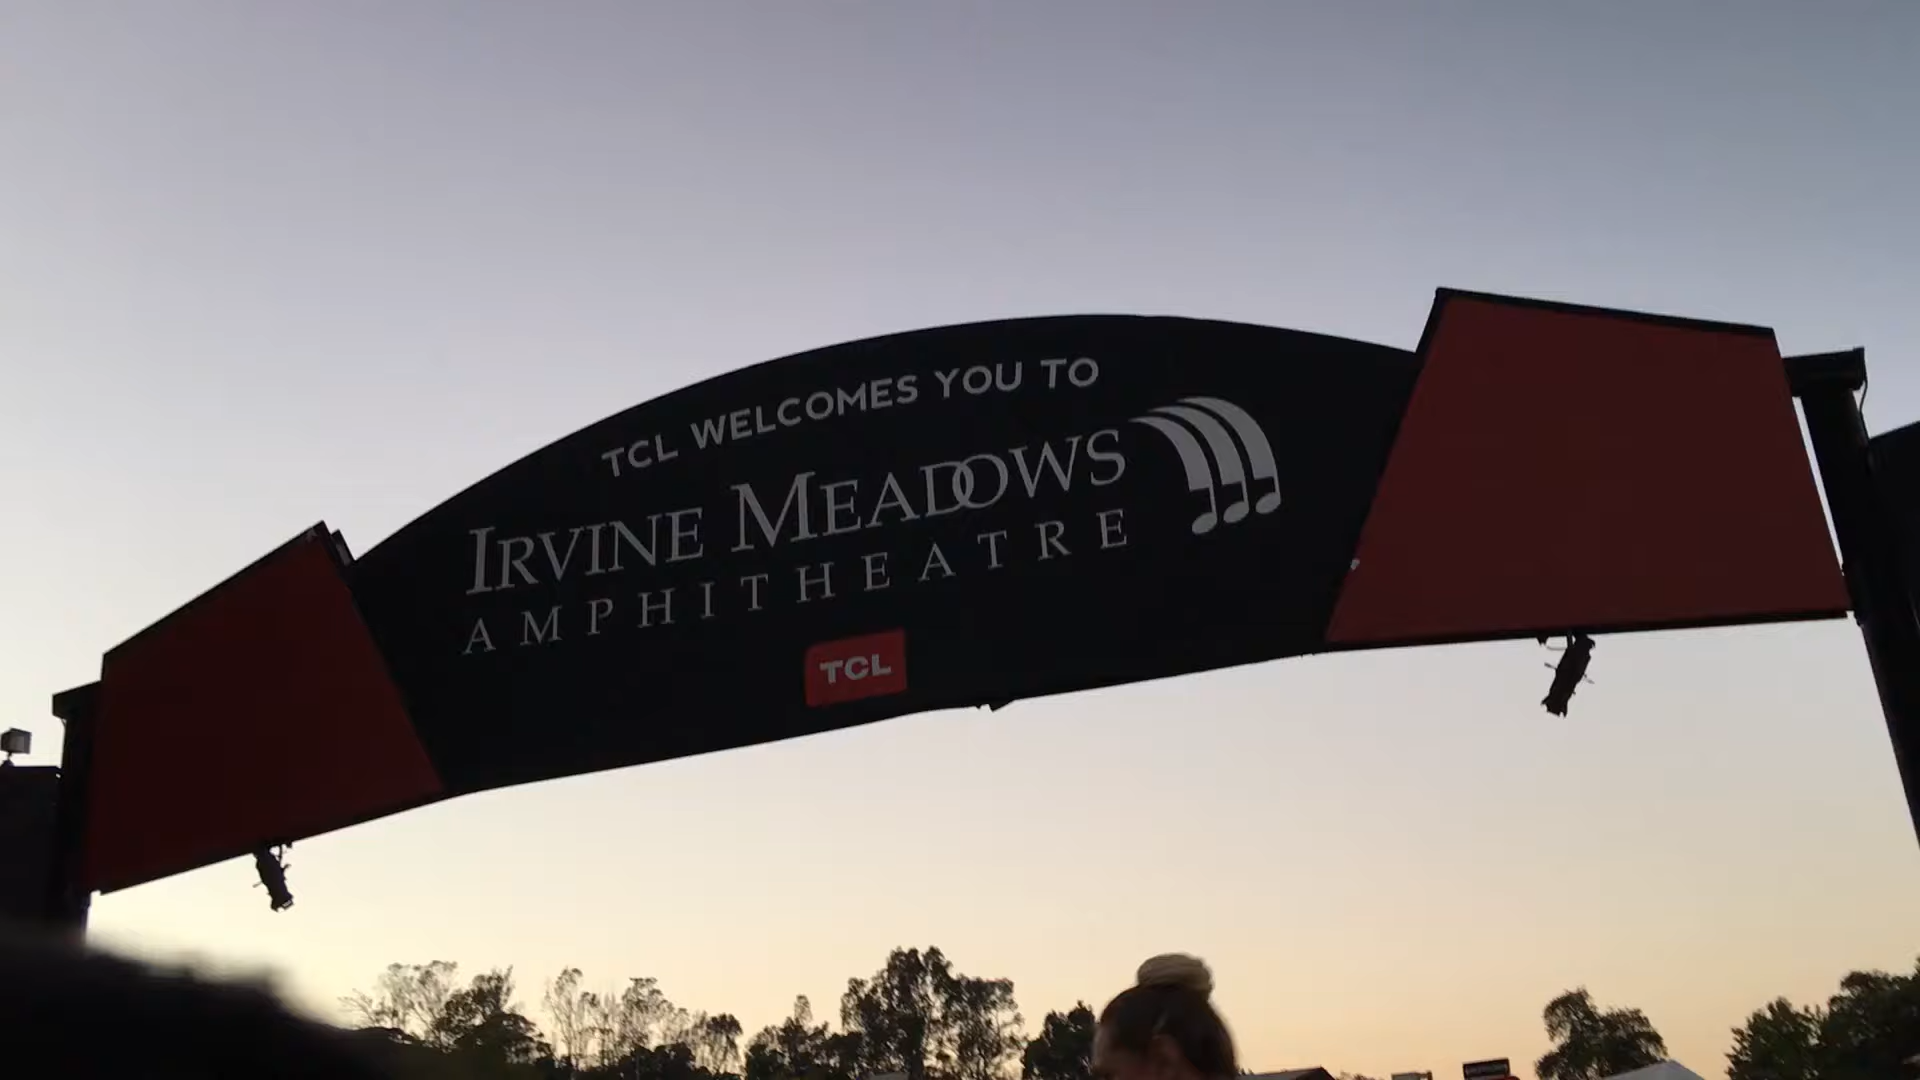 TCL WELCOMES YOU TO
IRVINE MEADOWS
AMPHITHEATRE
TCL